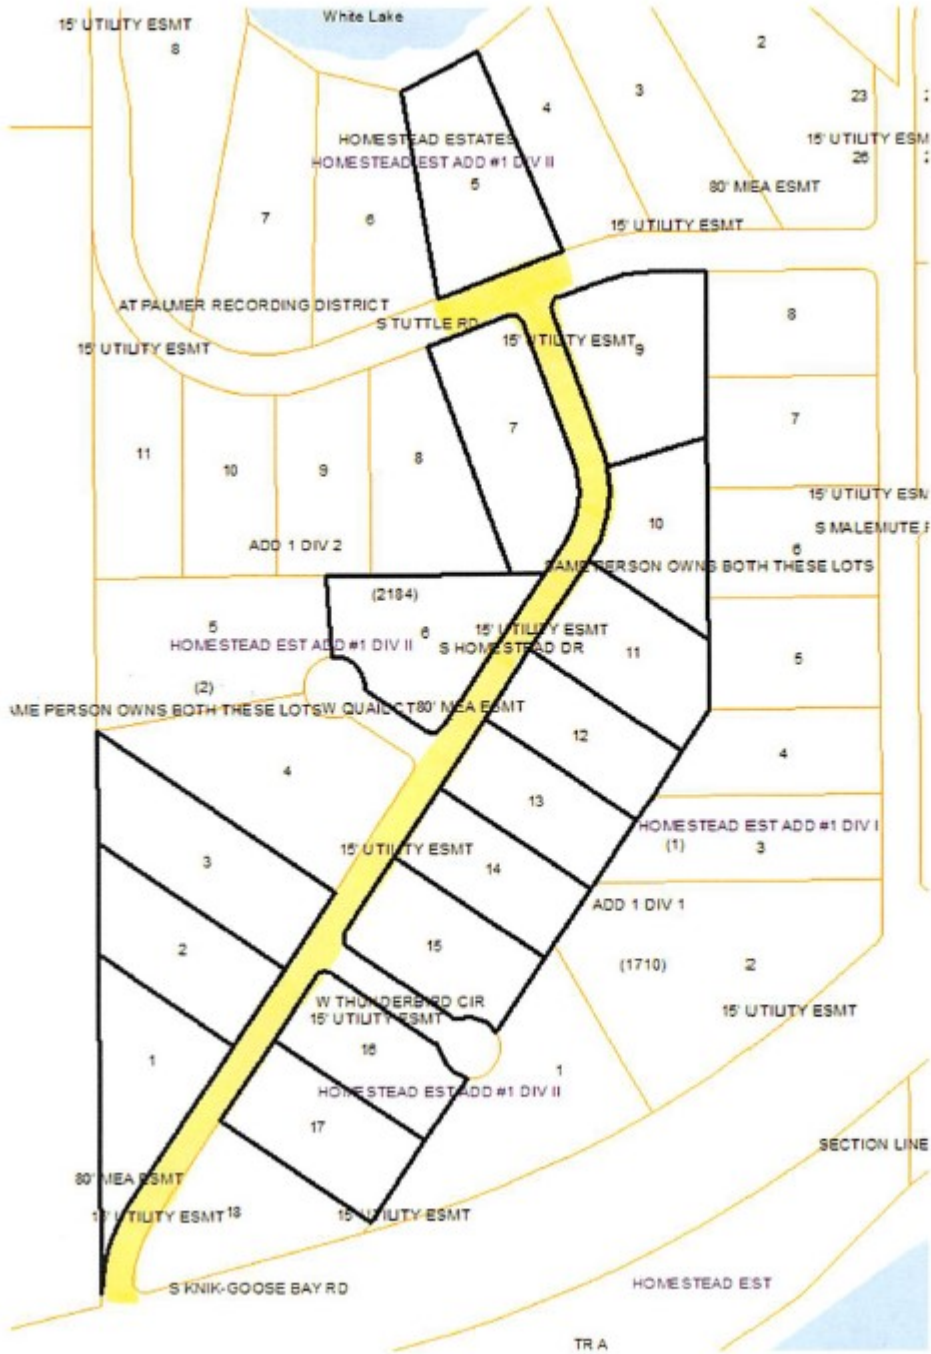 White Lake
15' UTILITY ESMT
8
2
3
4
23
15' UTILITY ESM
26
HOMESTEAD ESTATES
HOMESTEAD EST ADD #1 DIV II
5
80' MEA ESMT
7
6
15' UTILITY ESMT
AT PALMER RECORDING DISTRICT
S TUTTLE RD
8
15' UTILITY ESMT
15' UTILITY ESMT
9
7
7
11
10
9
8
15' UTILITY ESM
10
S MALEMUTE
ADD 1 DIV 2
6
SAME PERSON OWNS BOTH THESE LOTS
(2184)
5
6
15' UTILITY ESMT
HOMESTEAD EST ADD #1 DIV II
S HOMESTEAD DR
11
5
(2)
AME PERSON OWNS BOTH THESE LOTS
W QUAIL CT
80' MEA ESMT
12
4
4
13
HOMESTEAD EST ADD #1 DIV I
(1)
3
15' UTILITY ESMT
3
14
ADD 1 DIV 1
2
15
(1710)
2
W THUNDERBIRD CIR
15' UTILITY ESMT
15' UTILITY ESMT
1
16
1
HOMESTEAD EST ADD #1 DIV II
17
SECTION LINE
80' MEA ESMT
15' UTILITY ESMT
18
15' UTILITY ESMT
S KNIK-GOOSE BAY RD
HOMESTEAD EST
TR A